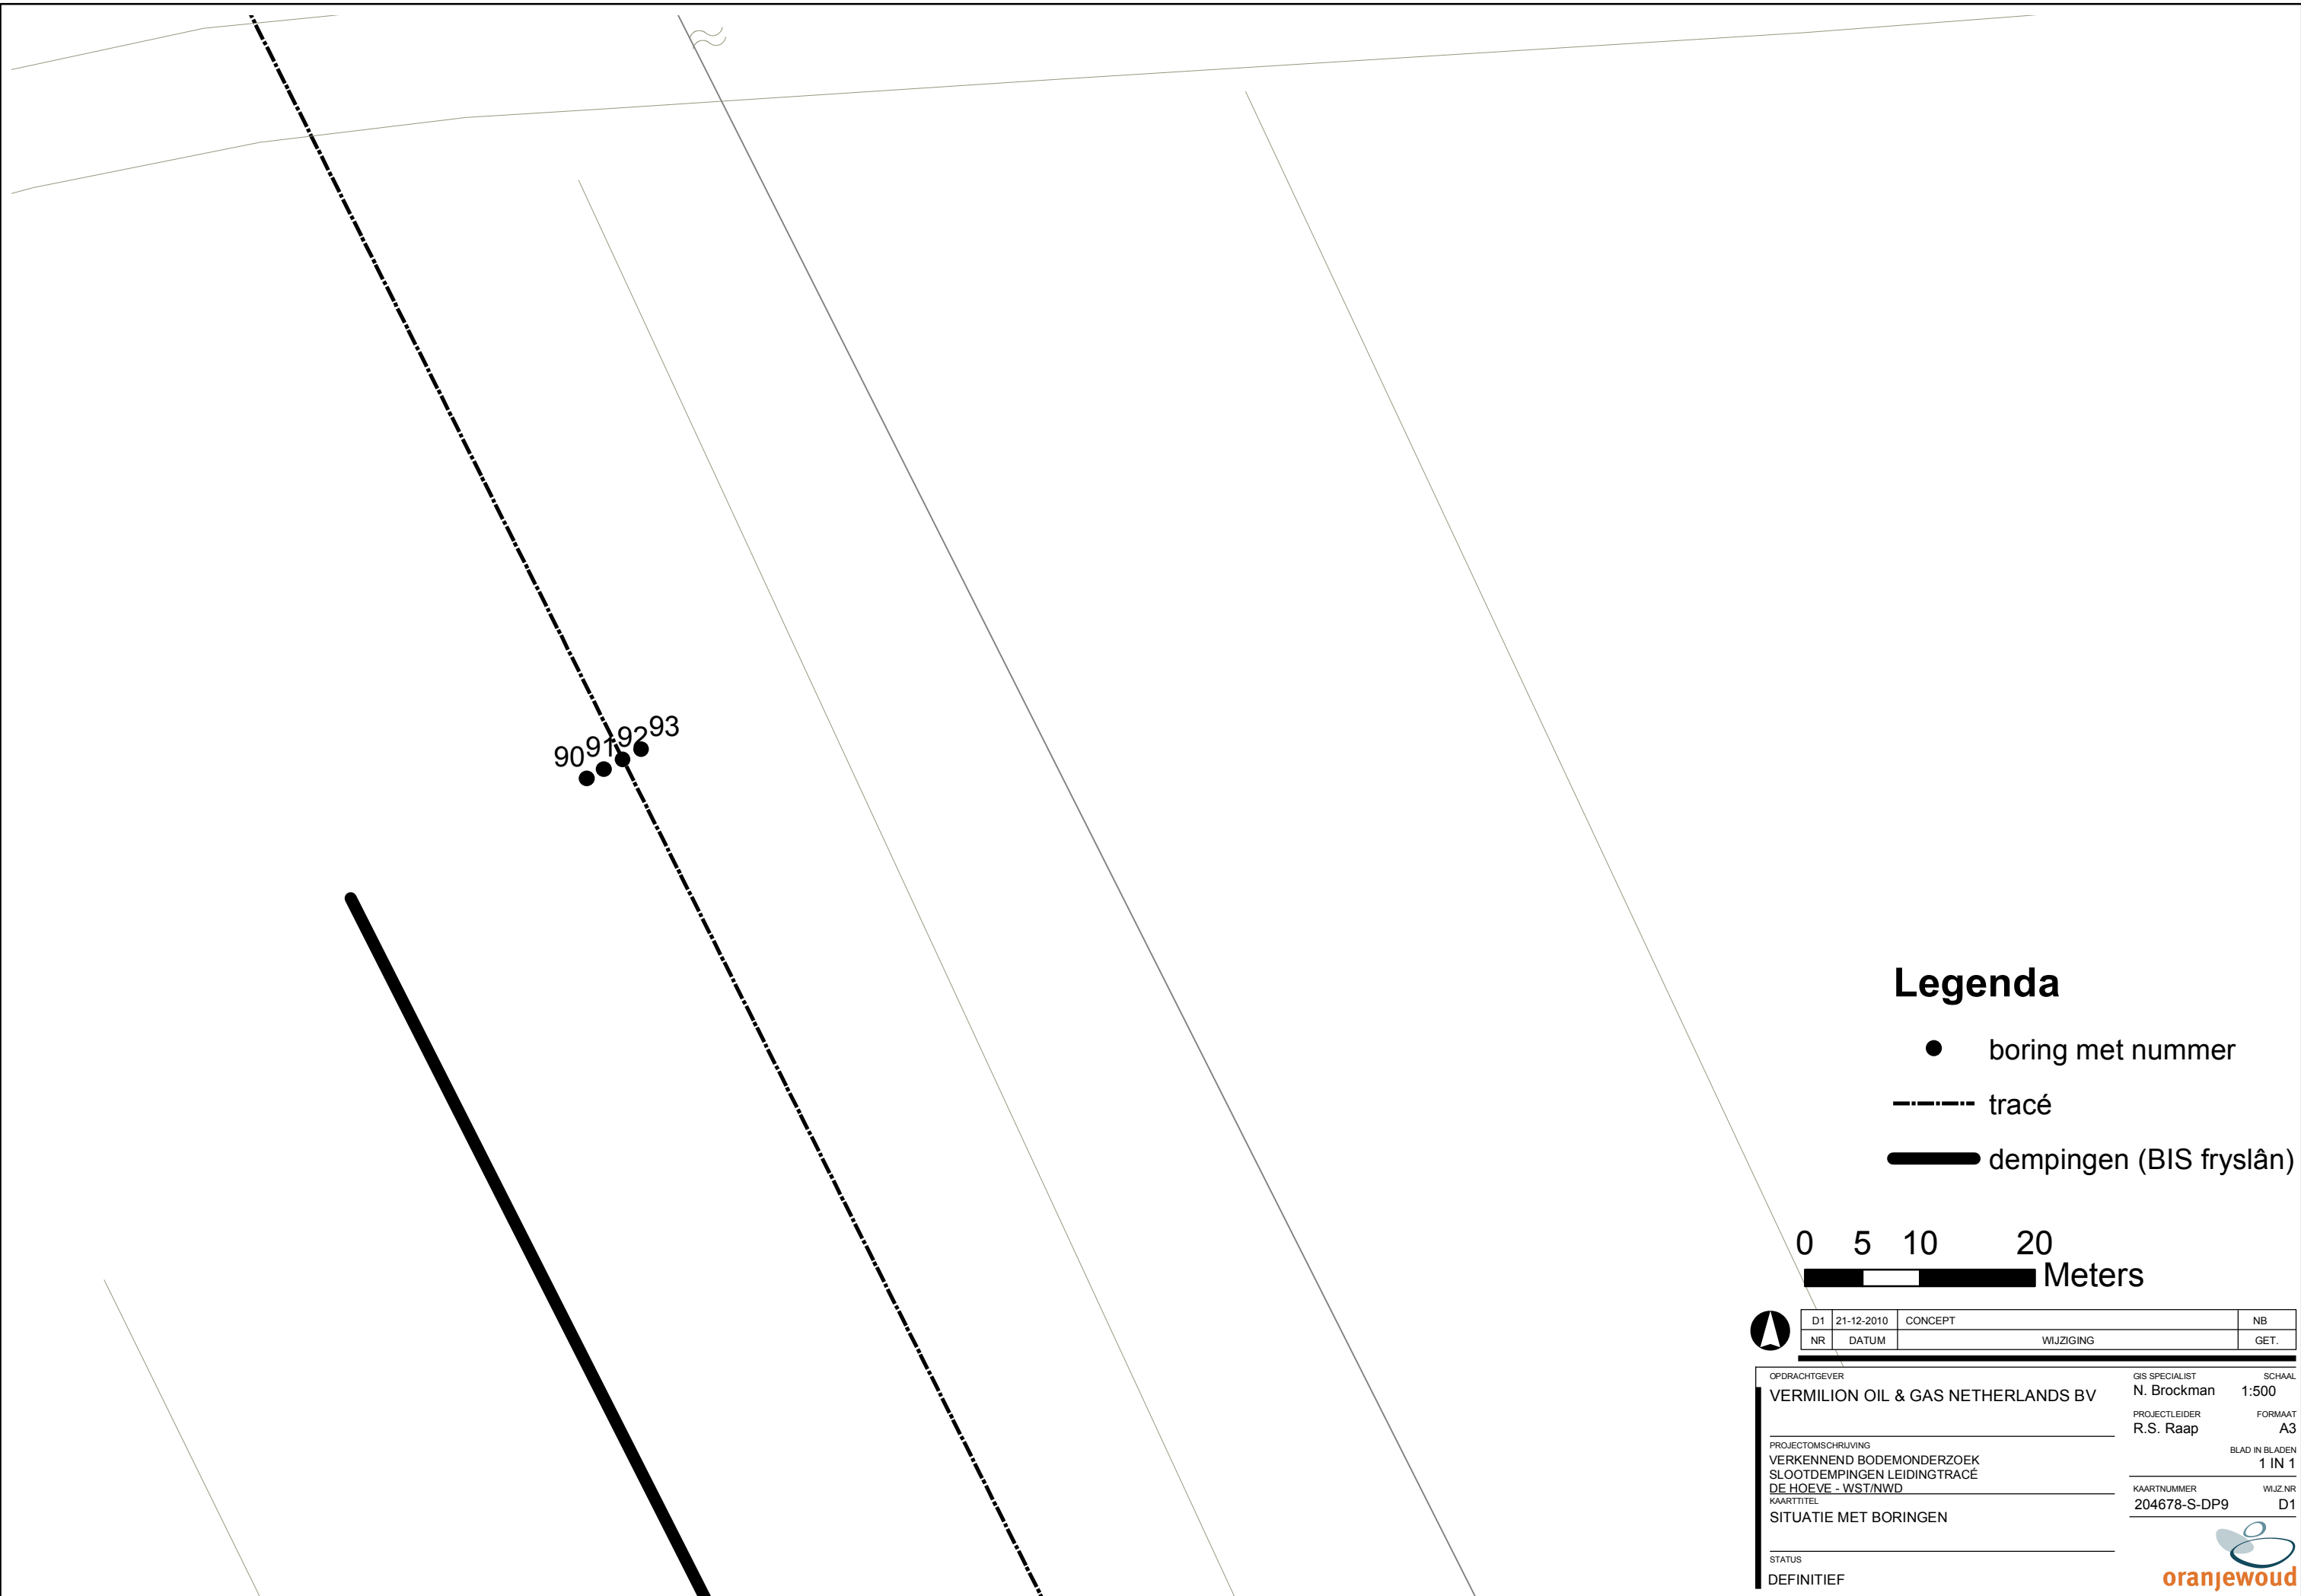 90 91 92 93
Legenda
boring met nummer
tracé
dempingen (BIS fryslân)
0 5 10 20
Meters
D1 21-12-2010 CONCEPT NB
NR DATUM WIJZIGING GET.
OPDRACHTGEVER
VERMILION OIL & GAS NETHERLANDS BV
GIS SPECIALIST SCHAAL
N. Brockman 1:500
PROJECTLEIDER FORMAAT
R.S. Raap A3
BLAD IN BLADEN
1 IN 1
PROJECTOMSCHRIJVING
VERKENNEND BODEMONDERZOEK
SLOOTDEMPINGEN LEIDINGTRACÉ
DE HOEVE - WST/NWD
KAARTNUMMER WIJZ.NR
204678-S-DP9 D1
KAARTTITEL
SITUATIE MET BORINGEN
STATUS
DEFINITIEF
oranjewoud